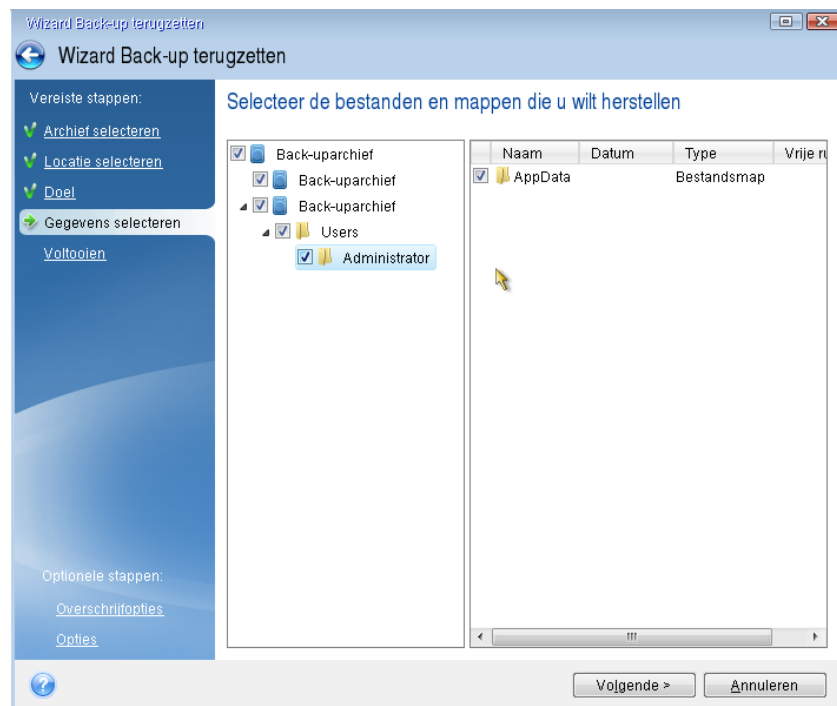 Wizard Back-up terugzetten
Wizard Back-up terugzetten
Vereiste stappen:
Archief selecteren
Locatie selecteren
Doel
Gegevens selecteren
Voltooien
Optionele stappen:
Overschrijfopties
Opties
Selecteer de bestanden en mappen die u wilt herstellen
Back-uparchief
Back-uparchief
Back-uparchief
Users
Administrator
Naam Datum Type Vrije
AppData Bestandsmap
Volgende >
Annuleren